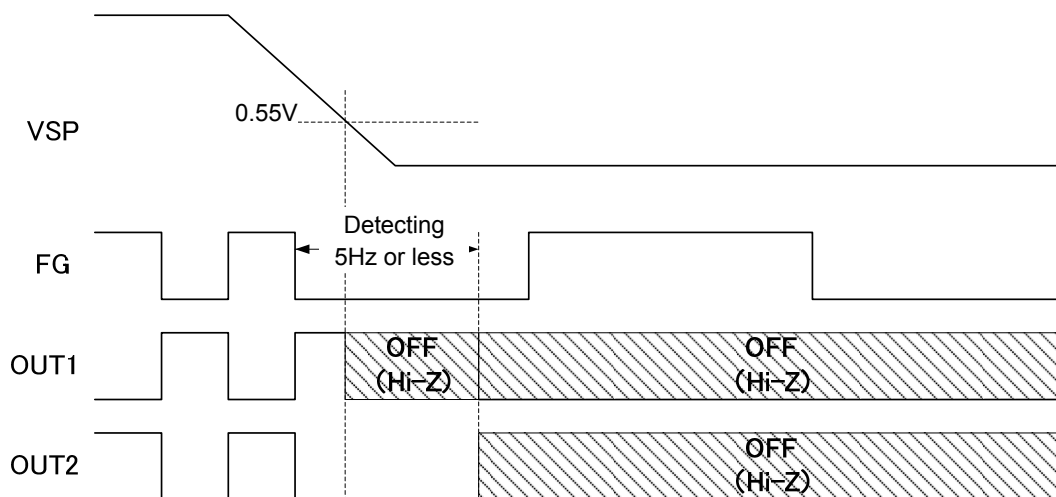 0.55V
VSP
Detecting
5Hz or less
FG
OFF
(Hi-Z)
OFF
(Hi-Z)
OUT1
OFF
(Hi-Z)
OUT2